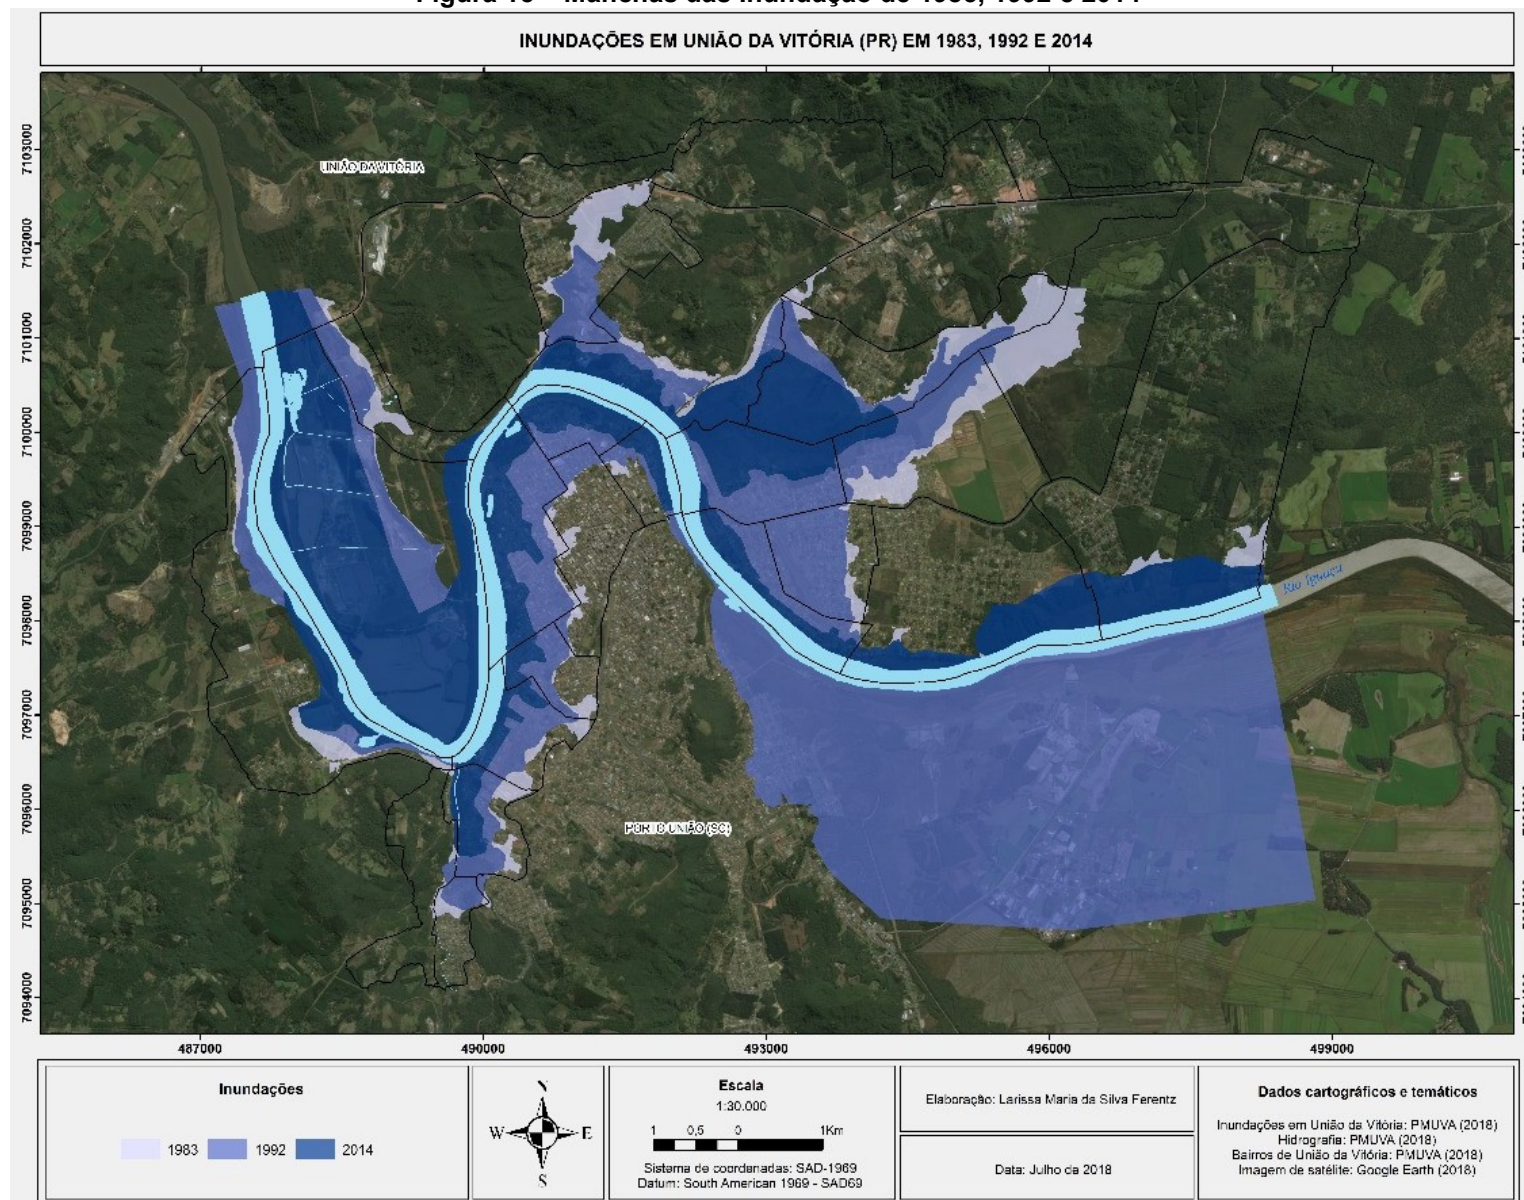 INUNDAÇÕES EM UNIÃO DA VITÓRIA (PR) EM 1983, 1992 E 2014
UNIÃO DA VITÓRIA
Rio Iguaçu
PORTO UNIÃO (SC)
7103000
7102000
7101000
7100000
7099000
7098000
7097000
7096000
7095000
7094000
487000
490000
493000
496000
499000
Inundações
1983
1992
2014
N
W
E
S
Escala
1:30.000
1 0,5 0 1Km
Sistema de coordenadas: SAD-1969
Datum: South American 1969 - SAD69
Elaboração: Larissa Maria da Silva Ferentz
Data: Julho de 2018
Dados cartográficos e temáticos
Inundações em União da Vitória: PMUVA (2018)
Hidrografia: PMUVA (2018)
Bairros de União da Vitória: PMUVA (2018)
Imagem de satélite: Google Earth (2018)